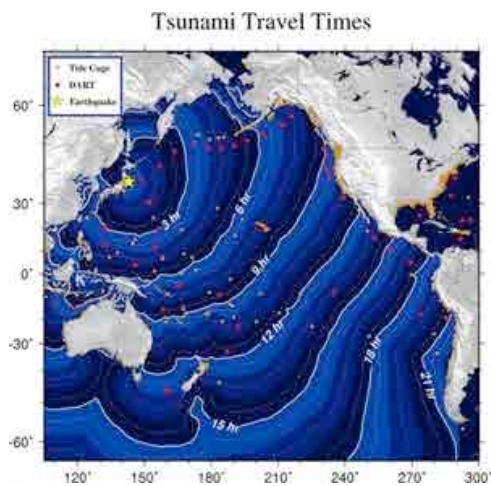 Tsunami Travel Times
Tide Gage
DART
Earthquake
60°
30°
0°
-30°
-60°
3 hr
6 hr
9 hr
12 hr
15 hr
18 hr
21 hr
120° 150° 180° 210° 240° 270° 300°